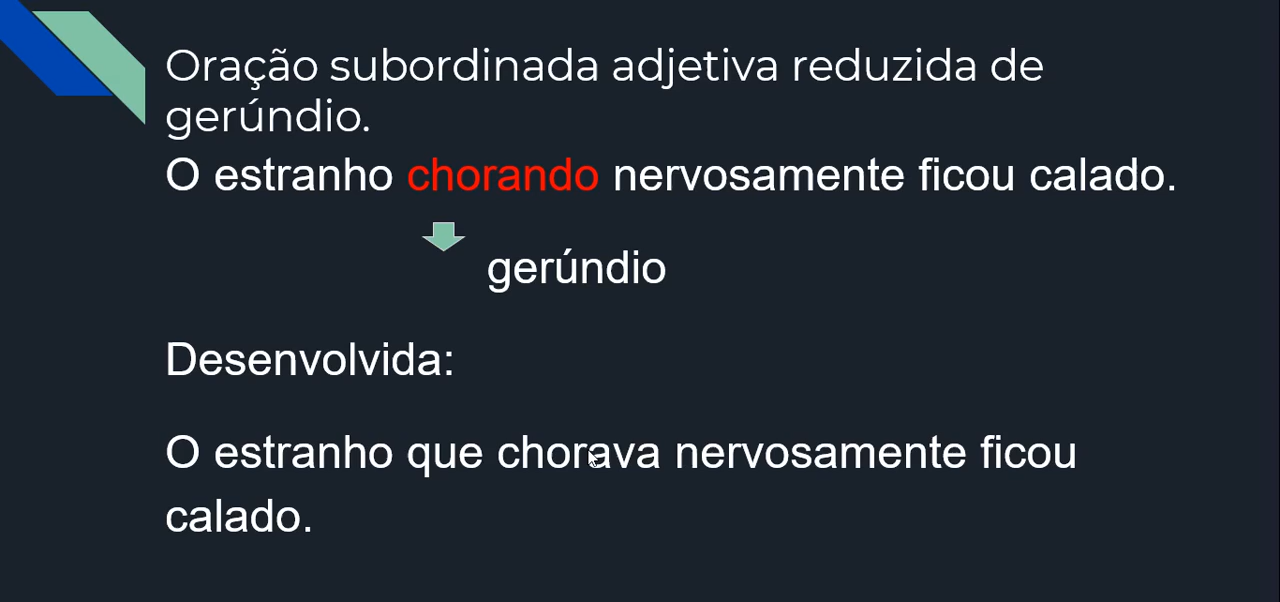 Oração subordinada adjetiva reduzida de
gerúndio.
O estranho chorando nervosamente ficou calado.
gerúndio
Desenvolvida:
O estranho que chorava nervosamente ficou
calado.